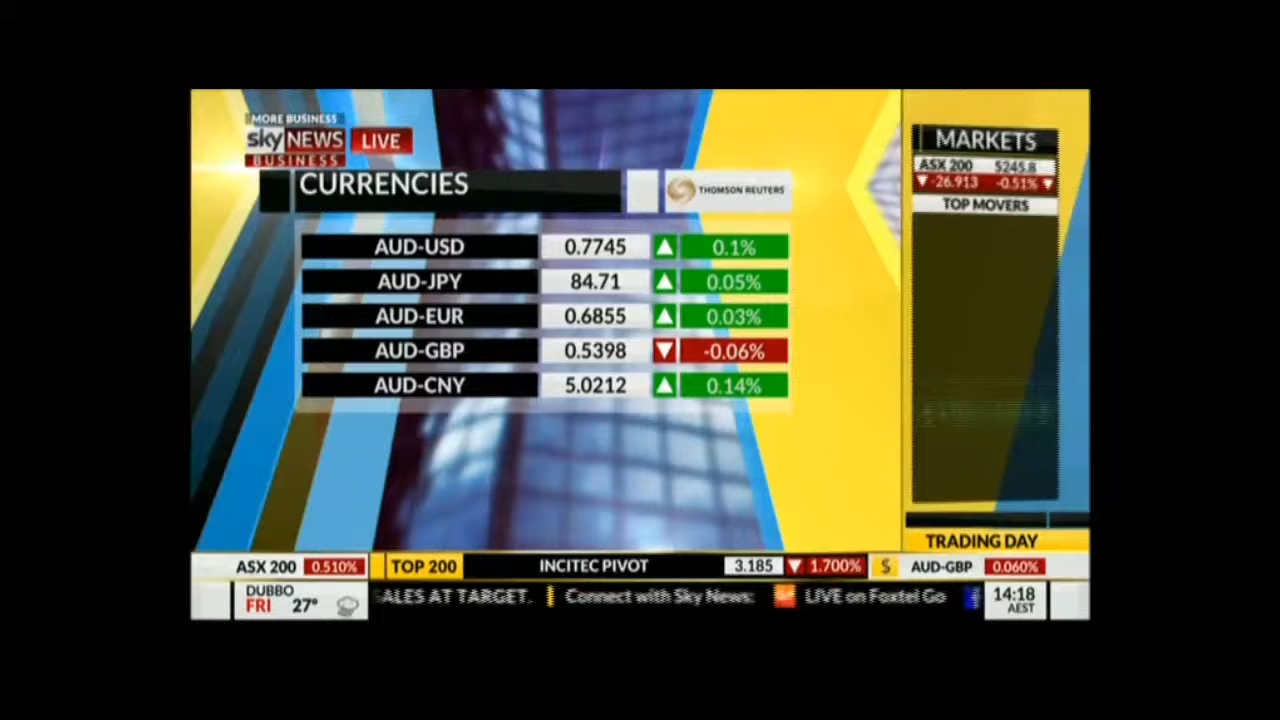 MORE BUSINESS
sky NEWS LIVE
BUSINESS
CURRENCIES
THOMSON REUTERS
AUD-USD 0.7745 0.1%
AUD-JPY 84.71 0.05%
AUD-EUR 0.6855 0.03%
AUD-GBP 0.5398 -0.06%
AUD-CNY 5.0212 0.14%
MARKETS
ASX 200 5245.8
-26.913 -0.51%
TOP MOVERS
TRADING DAY
ASX 200 0.510% TOP 200 INCITEC PIVOT 3.185 1.700% $ AUD-GBP 0.060%
DUBBO
FRI 27°
ALES AT TARGET. Connect with Sky News: LIVE on Foxtel Go
14:18
AEST